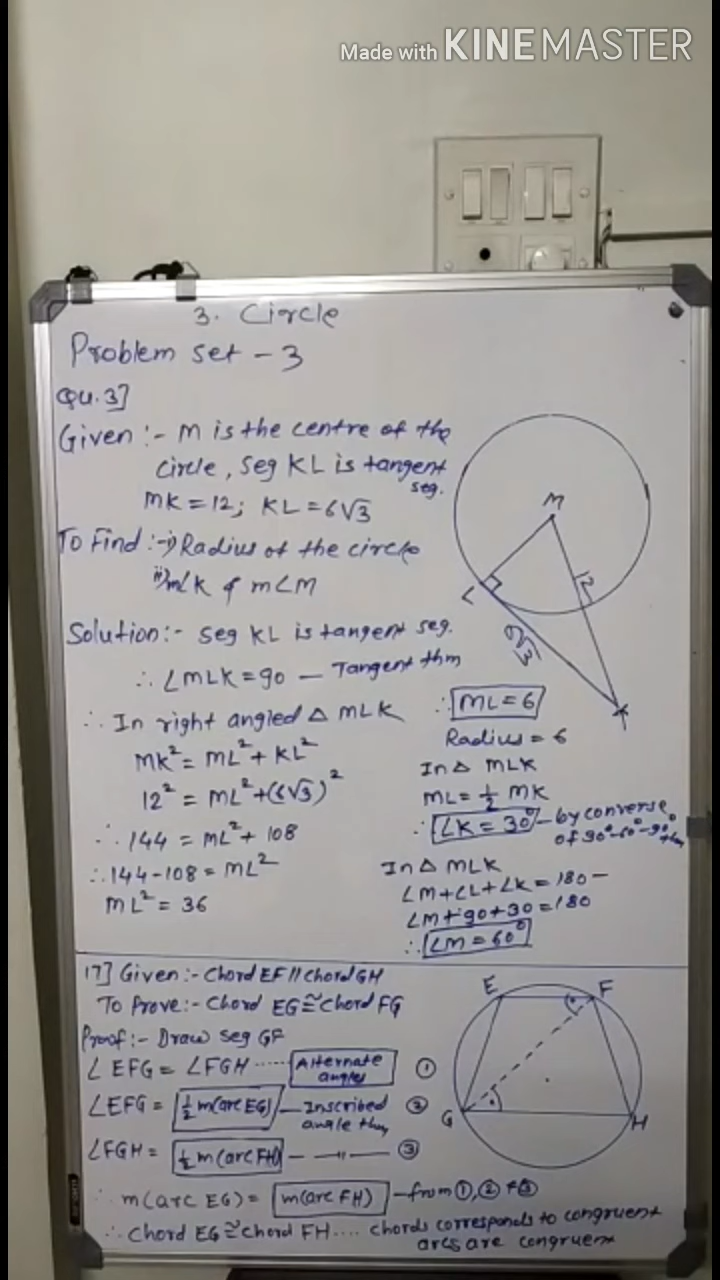 Made with KINEMASTER
3. Circle
Problem set - 3
Qu. 3]
Given :- M is the centre of the
circle, seg KL is tangent
seg.
MK = 12; KL = 6√3
To Find :- i) Radius of the circle
ii) m∠K & m∠M
Solution:- seg KL is tangent seg.
∴ ∠MLK = 90 — Tangent thm
∴ In right angled △ MLK
MK² = ML² + KL²
12² = ML² + (6√3)²
∴ 144 = ML² + 108
∴ 144 - 108 = ML²
ML² = 36
M
L
12
6√3
K
∴ ML = 6
Radius = 6
In △ MLK
ML = ½ MK
∴ ∠K = 30° — by converse
of 30°-60°-90° thm
In △ MLK
∠M + ∠L + ∠K = 180 —
∠M + 90 + 30 = 180
∴ ∠M = 60°
17] Given :- Chord EF // chord GH
To Prove :- Chord EG ≅ chord FG
Proof :- Draw seg GF
∠EFG = ∠FGH ...... Alternate angles ①
∠EFG = ½ m(arc EG) — Inscribed angle thm ②
∠FGH = ½ m(arc FH) — —〃— ③
∴ m(arc EG) = m(arc FH) — from ①, ② & ③
∴ chord EG ≅ chord FH .... chords corresponds to congruent
arcs are congruent
E
F
G
H